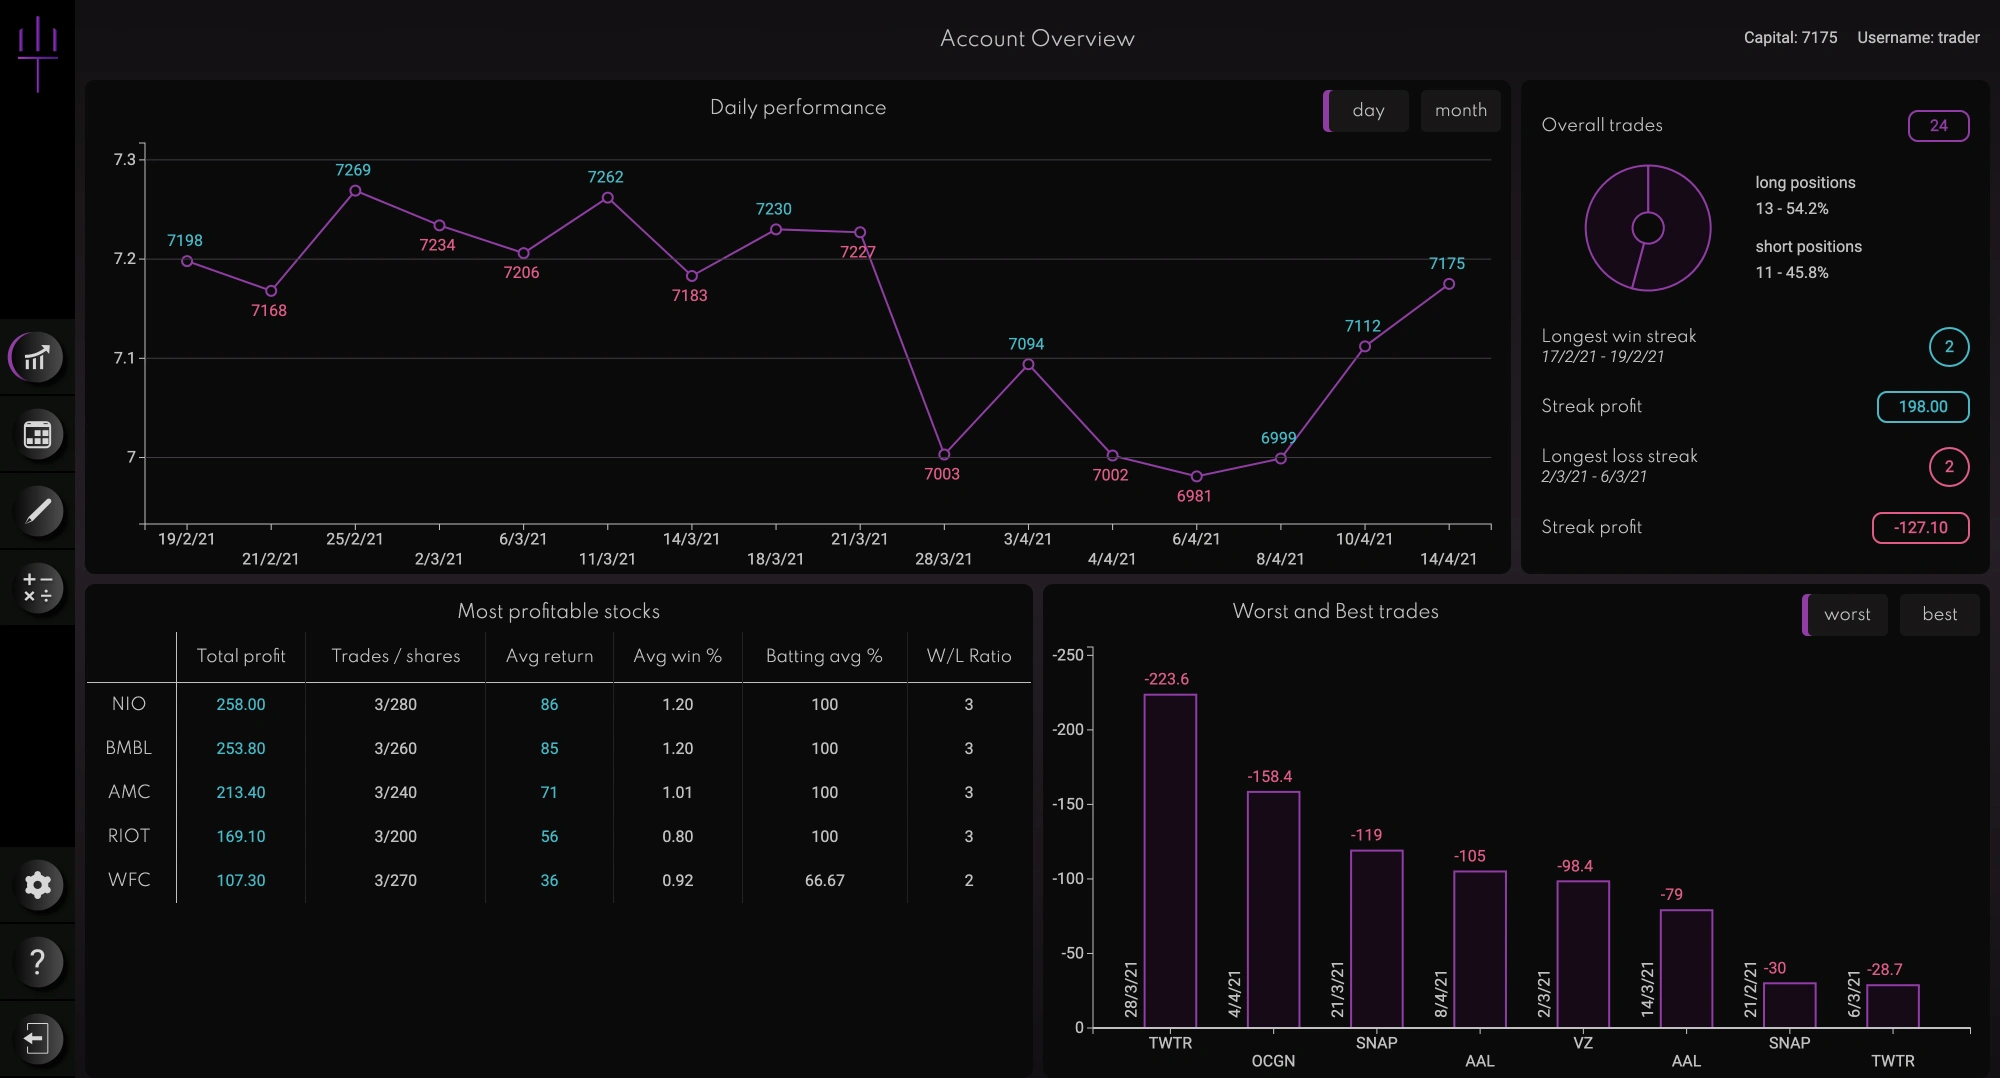 Account Overview
Capital: 7175 Username: trader
Daily performance
day month
7.3
7.2
7.1
7
7198
7168
7269
7234
7206
7262
7183
7230
7227
7003
7094
7002
6981
6999
7112
7175
19/2/21
21/2/21
25/2/21
2/3/21
6/3/21
11/3/21
14/3/21
18/3/21
21/3/21
28/3/21
3/4/21
4/4/21
6/4/21
8/4/21
10/4/21
14/4/21
Overall trades 24
long positions
13 - 54.2%
short positions
11 - 45.8%
Longest win streak 2
17/2/21 - 19/2/21
Streak profit 198.00
Longest loss streak 2
2/3/21 - 6/3/21
Streak profit -127.10
Most profitable stocks
Total profit Trades / shares Avg return Avg win % Batting avg % W/L Ratio
NIO 258.00 3/280 86 1.20 100 3
BMBL 253.80 3/260 85 1.20 100 3
AMC 213.40 3/240 71 1.01 100 3
RIOT 169.10 3/200 56 0.80 100 3
WFC 107.30 3/270 36 0.92 66.67 2
Worst and Best trades
worst best
-250
-200
-150
-100
-50
0
-223.6
-158.4
-119
-105
-98.4
-79
-30
-28.7
28/3/21
4/4/21
21/3/21
8/4/21
2/3/21
14/3/21
21/2/21
6/3/21
TWTR
OCGN
SNAP
AAL
VZ
AAL
SNAP
TWTR